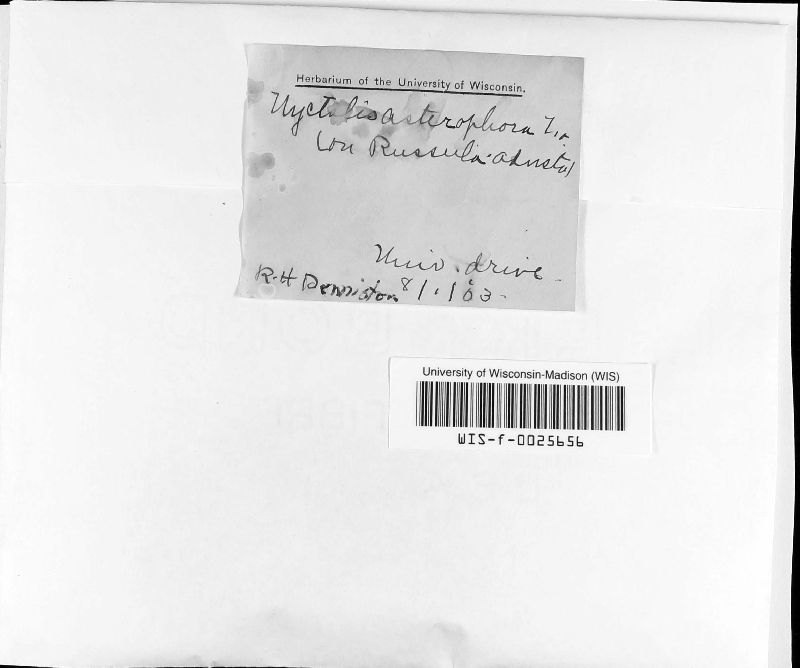 Herbarium of the University of Wisconsin.
Nyctalis asterophora Fr.
(on Russula adusta)
Univ. drive.
R. H. Denniston 8/1/03.
University of Wisconsin-Madison (WIS)
WIS-f-0025656